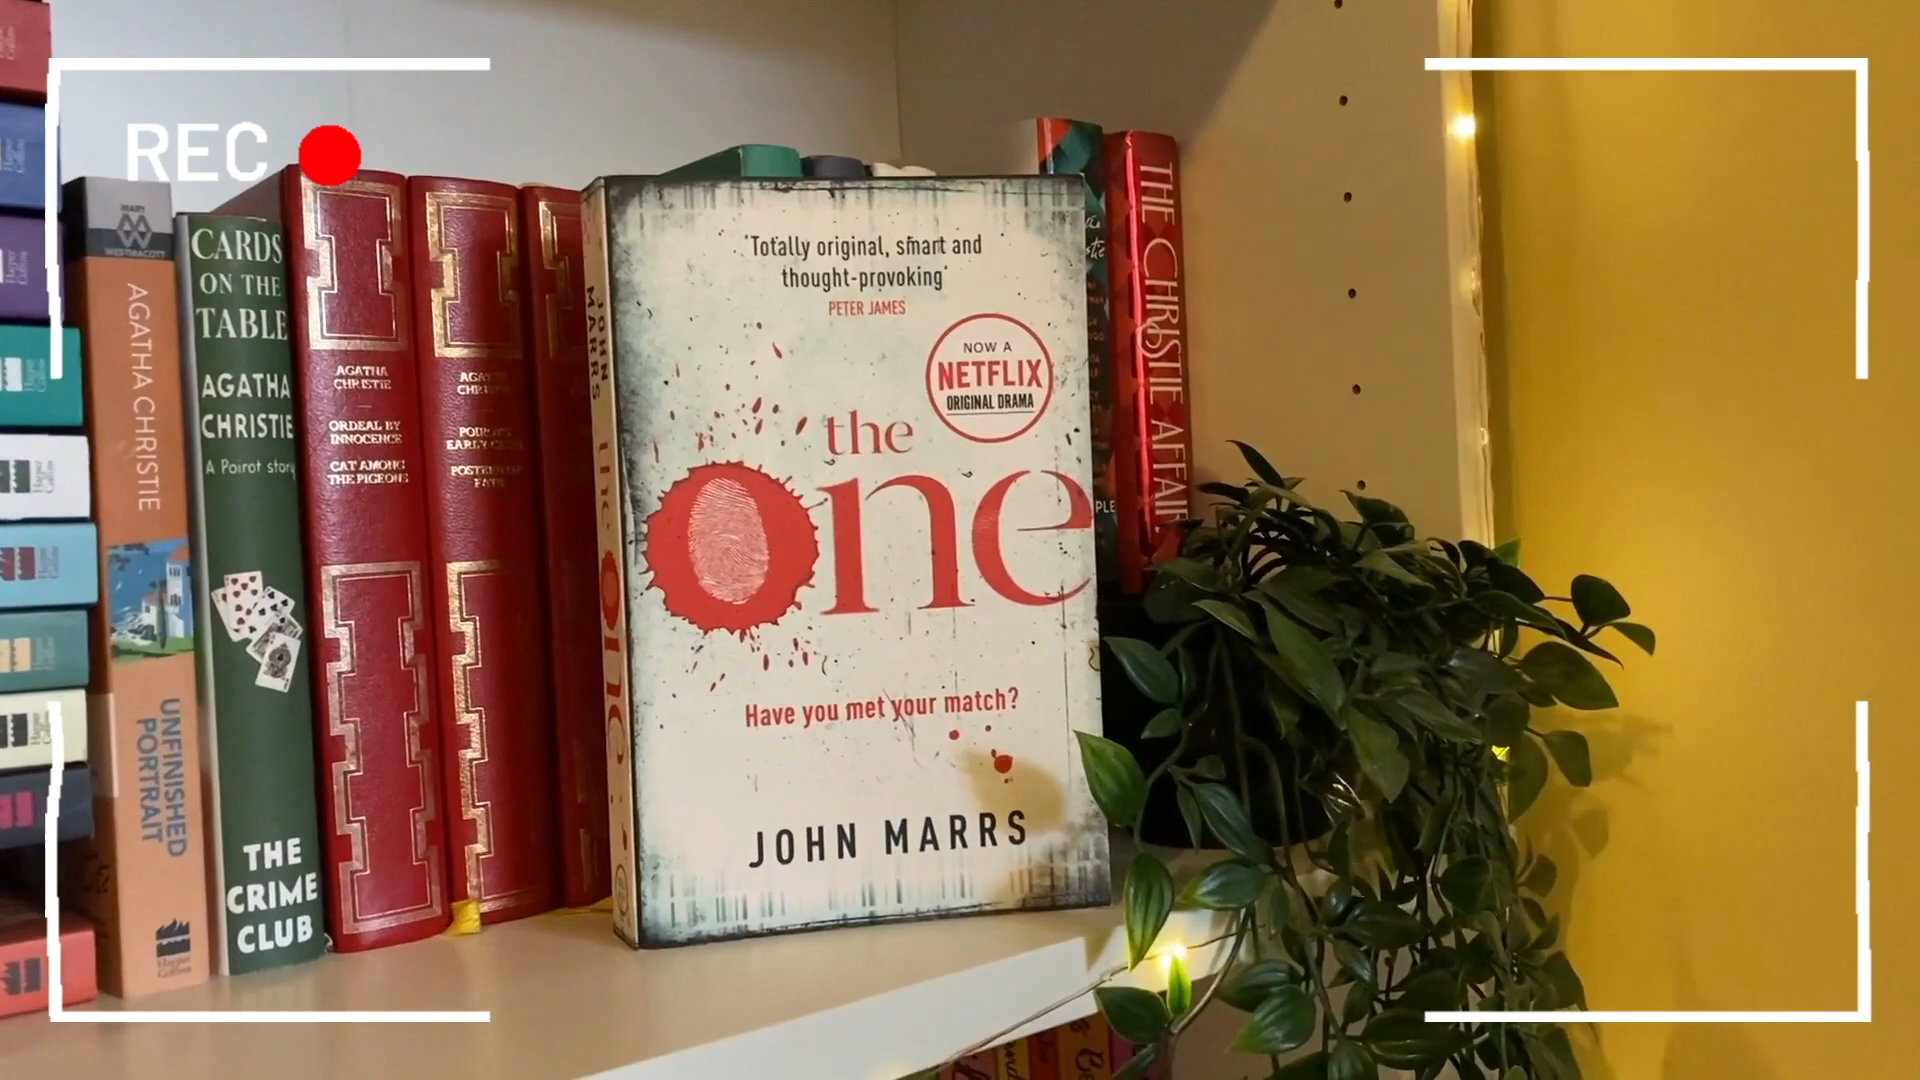 REC
MARY
WESTMACOTT
AGATHA CHRISTIE
UNFINISHED
PORTRAIT
CARDS
ON THE
TABLE
AGATHA
CHRISTIE
A Poirot story
THE
CRIME
CLUB
AGATHA
CHRISTIE
ORDEAL BY
INNOCENCE
CAT AMONG
THE PIGEONS
JOHN
MARRS
the one
'Totally original, smart and
thought-provoking'
PETER JAMES
NOW A
NETFLIX
ORIGINAL DRAMA
the
one
Have you met your match?
JOHN MARRS
THE CHRISTIE AFFAIR